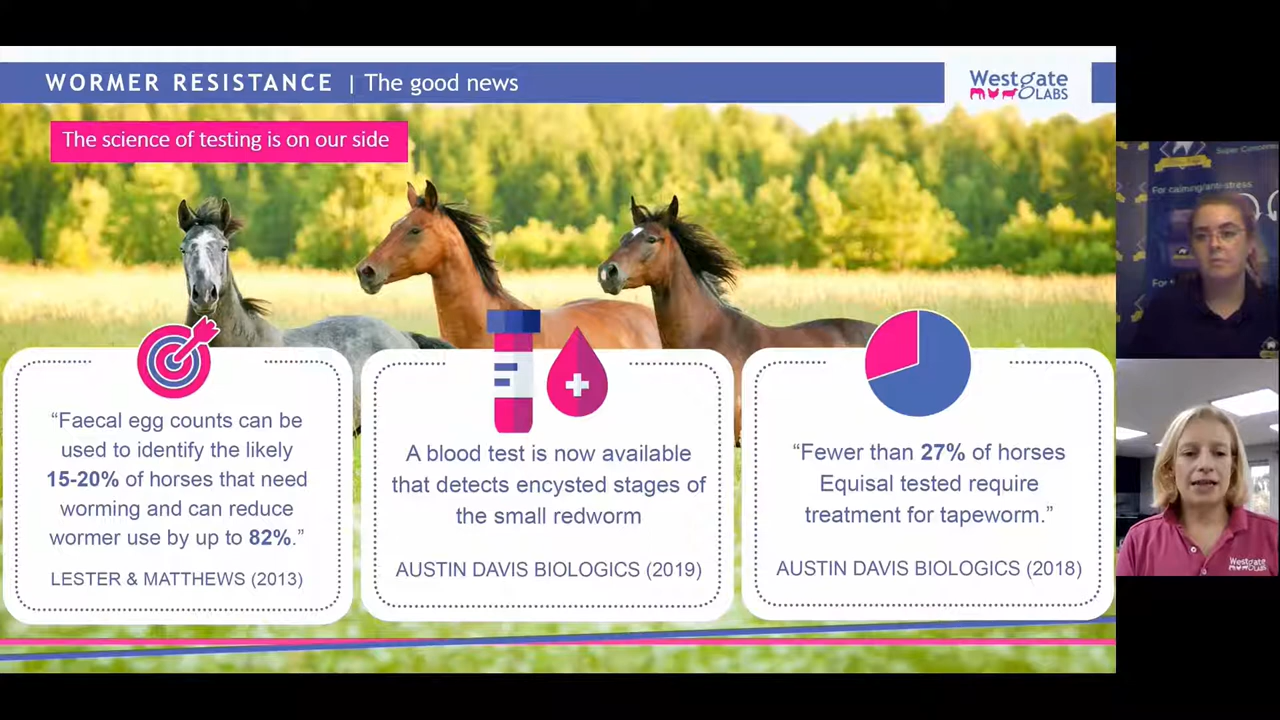 WORMER RESISTANCE | The good news
Westgate
LABS
The science of testing is on our side
“Faecal egg counts can be
used to identify the likely
15-20% of horses that need
worming and can reduce
wormer use by up to 82%.”
LESTER & MATTHEWS (2013)
A blood test is now available
that detects encysted stages of
the small redworm
AUSTIN DAVIS BIOLOGICS (2019)
“Fewer than 27% of horses
Equisal tested require
treatment for tapeworm.”
AUSTIN DAVIS BIOLOGICS (2018)
Super
For calming/anti-stress
Westgate
LABS